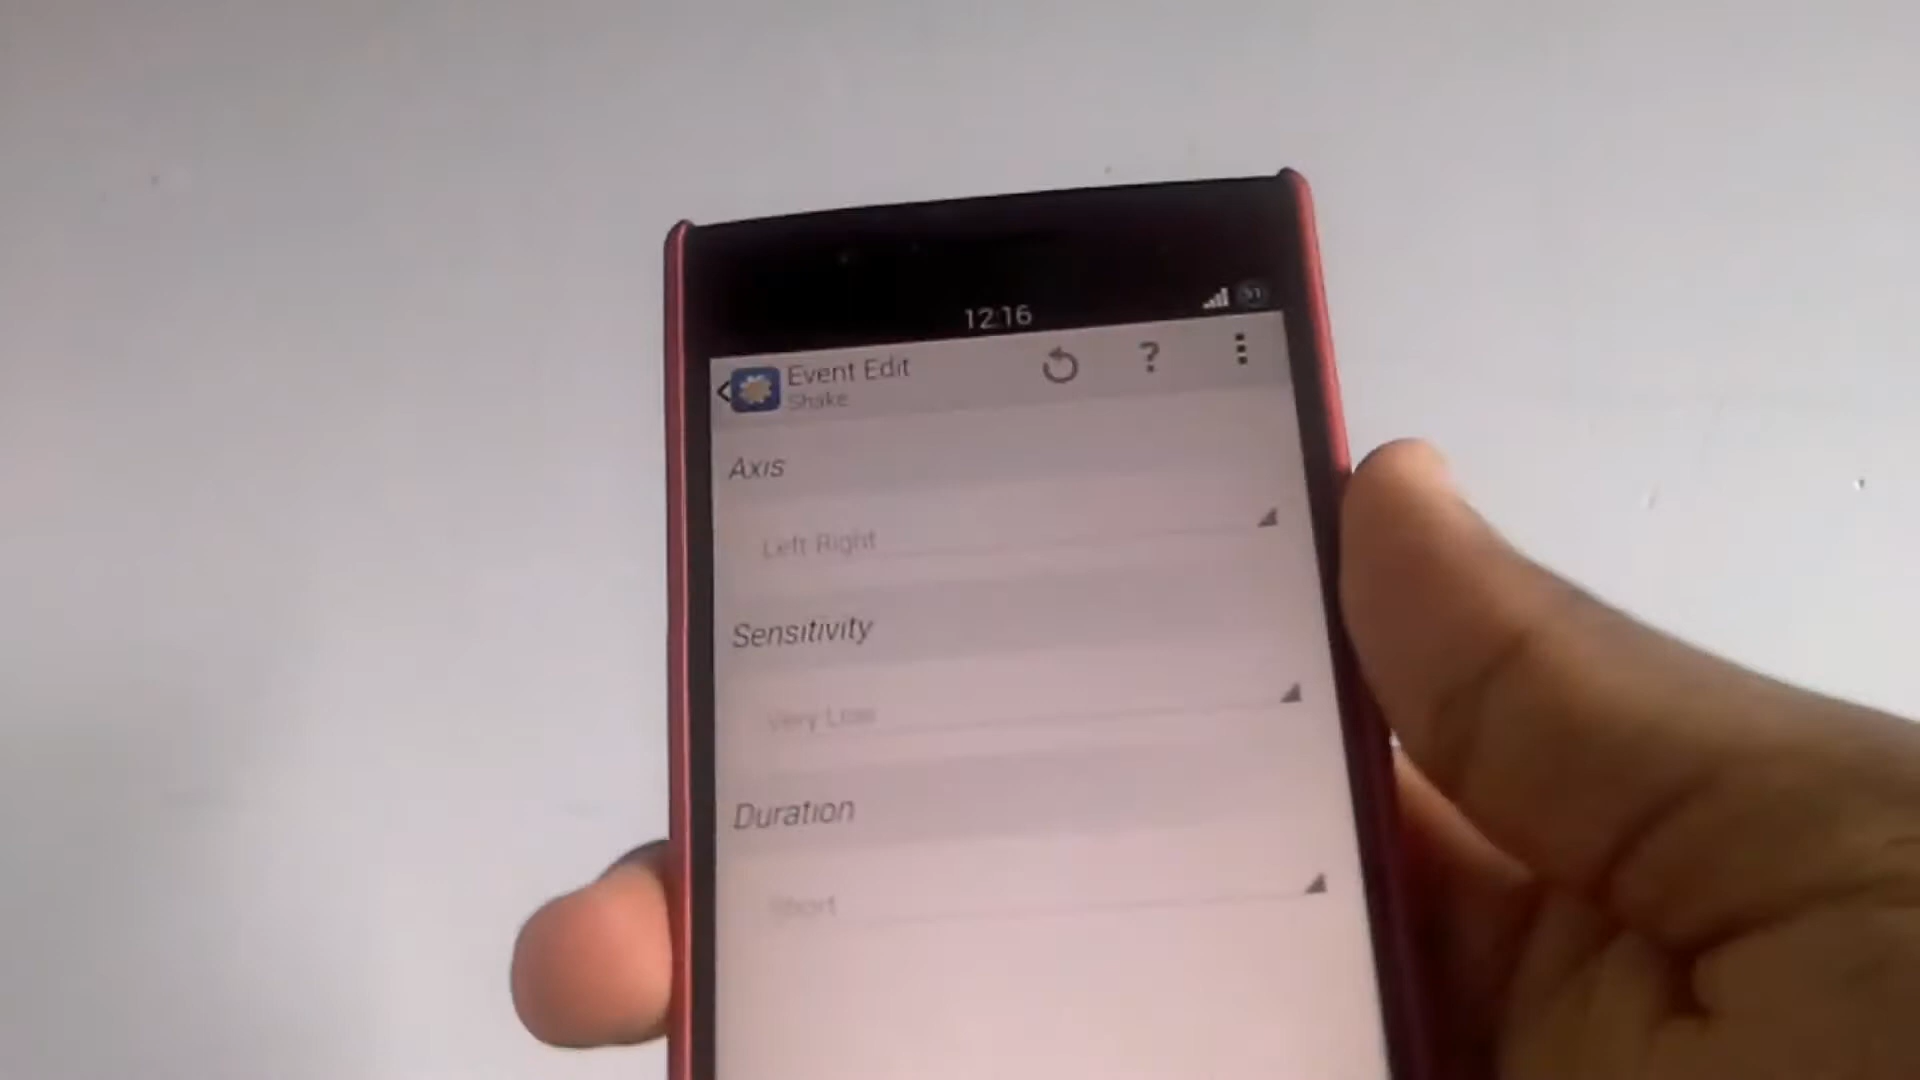 12:16
Event Edit
Shake
?
Axis
Left Right
Sensitivity
Very Low
Duration
Short